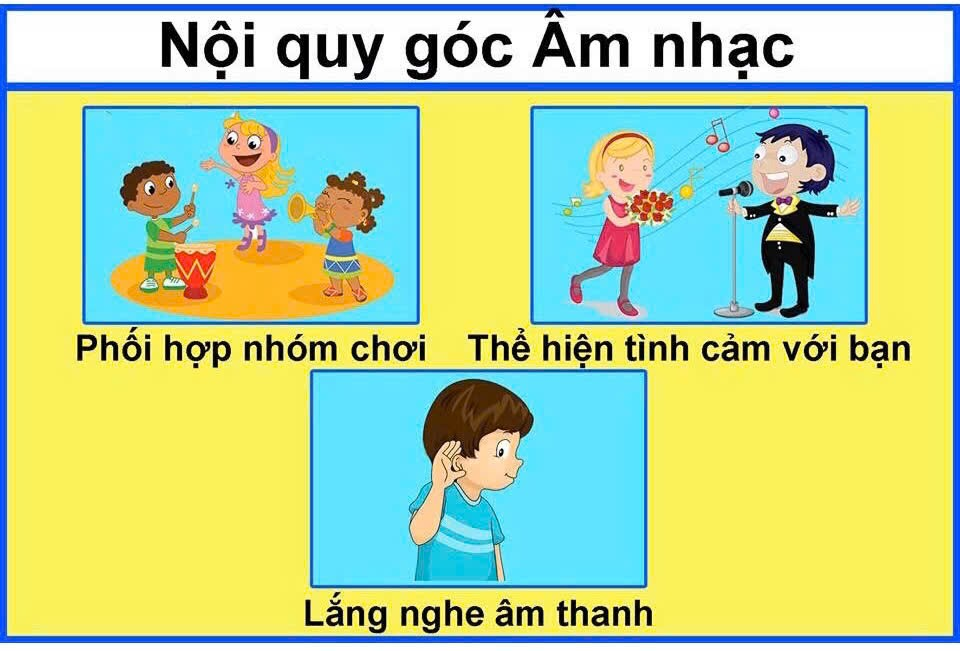 Nội quy góc Âm nhạc
Phối hợp nhóm chơi
Thể hiện tình cảm với bạn
Lắng nghe âm thanh